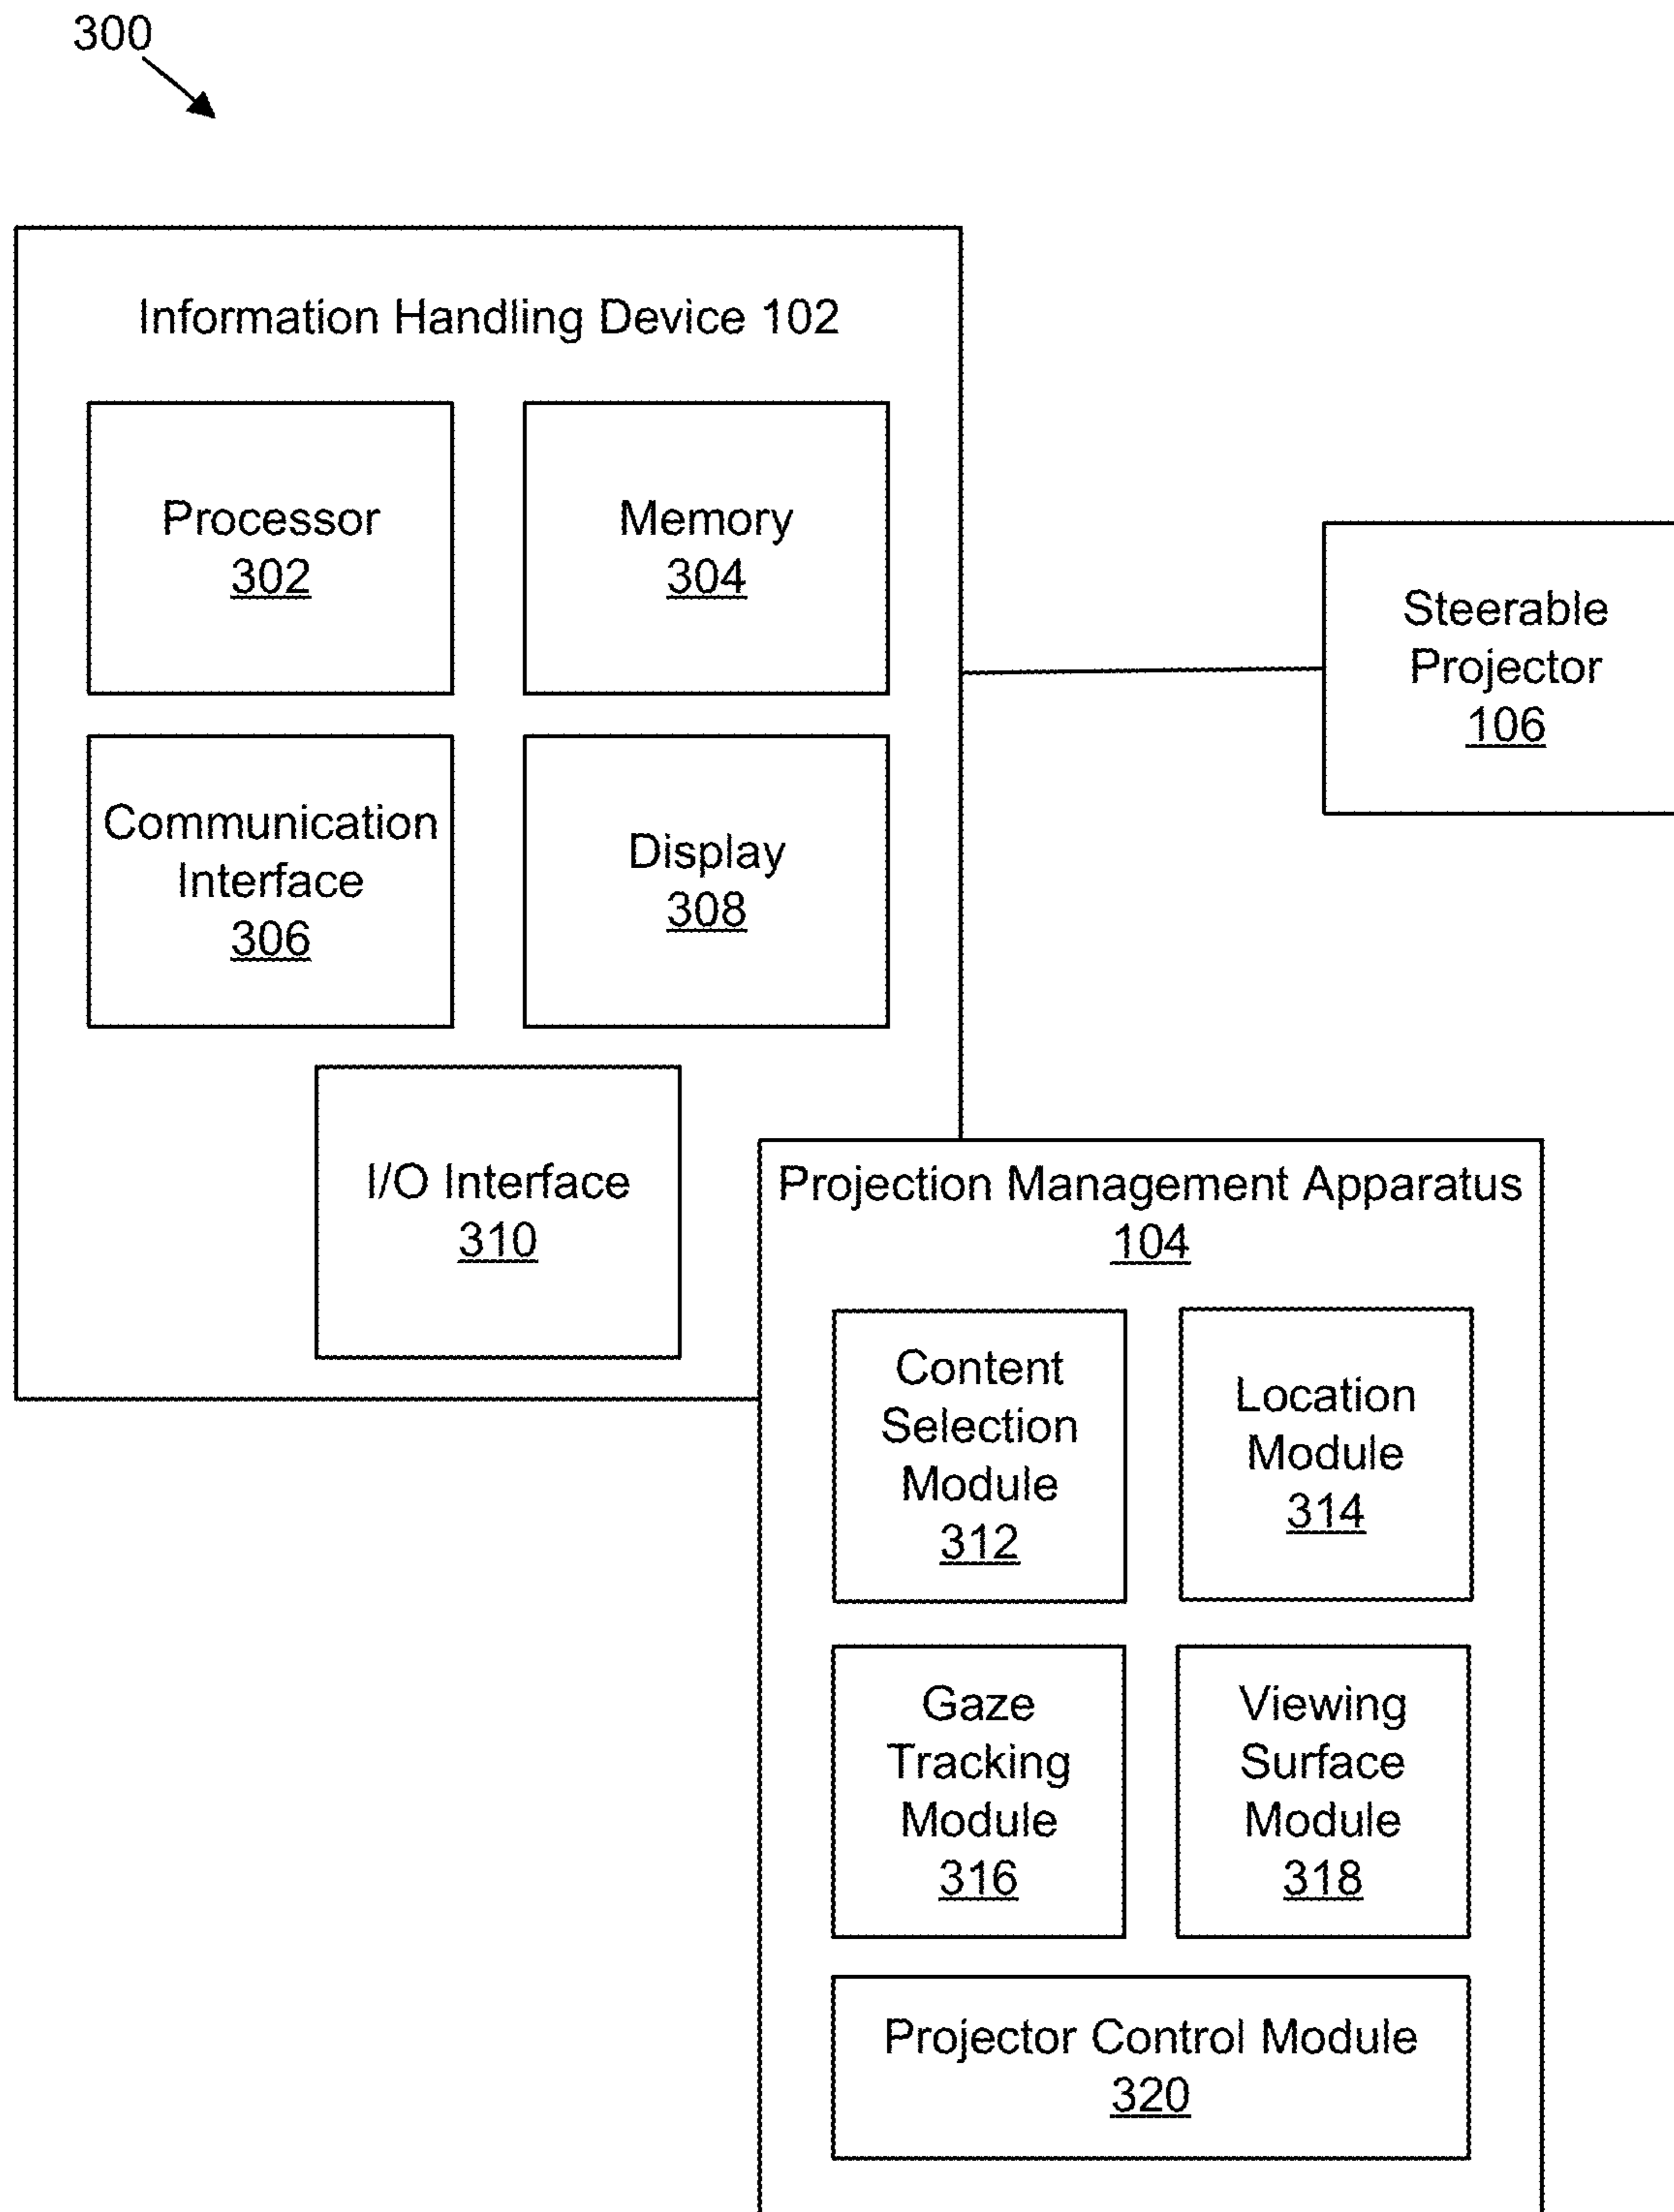 300
Information Handling Device 102
Processor
302
Memory
304
Communication
Interface
306
Display
308
I/O Interface
310
Steerable
Projector
106
Projection Management Apparatus
104
Content
Selection
Module
312
Location
Module
314
Gaze
Tracking
Module
316
Viewing
Surface
Module
318
Projector Control Module
320